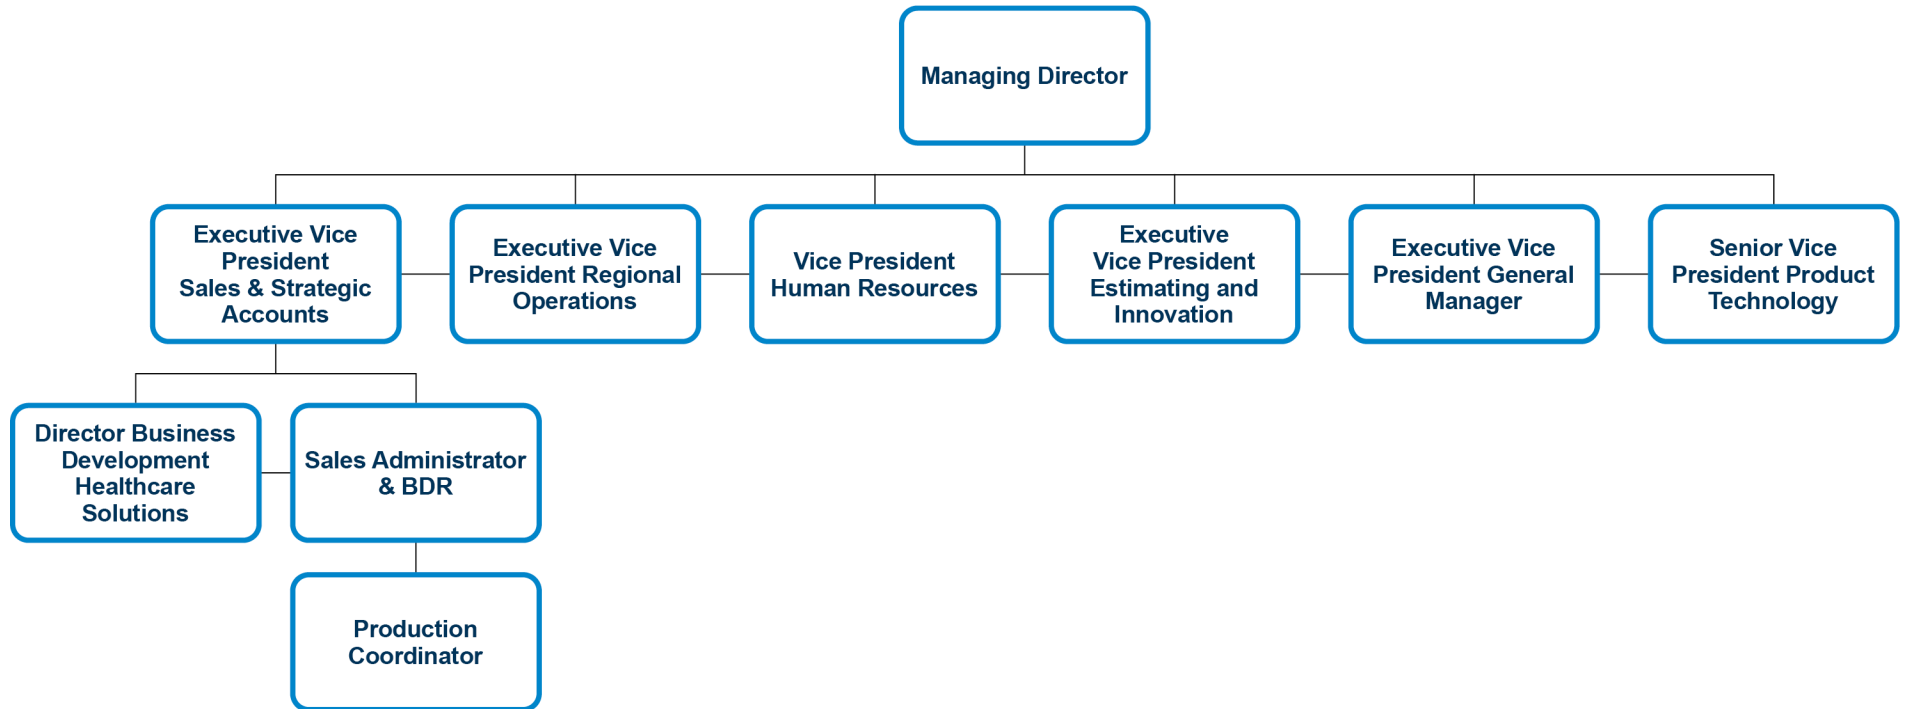 Managing Director
Executive Vice
President
Sales & Strategic
Accounts
Executive Vice
President Regional
Operations
Vice President
Human Resources
Executive
Vice President
Estimating and
Innovation
Executive Vice
President General
Manager
Senior Vice
President Product
Technology
Director Business
Development
Healthcare
Solutions
Sales Administrator
& BDR
Production
Coordinator